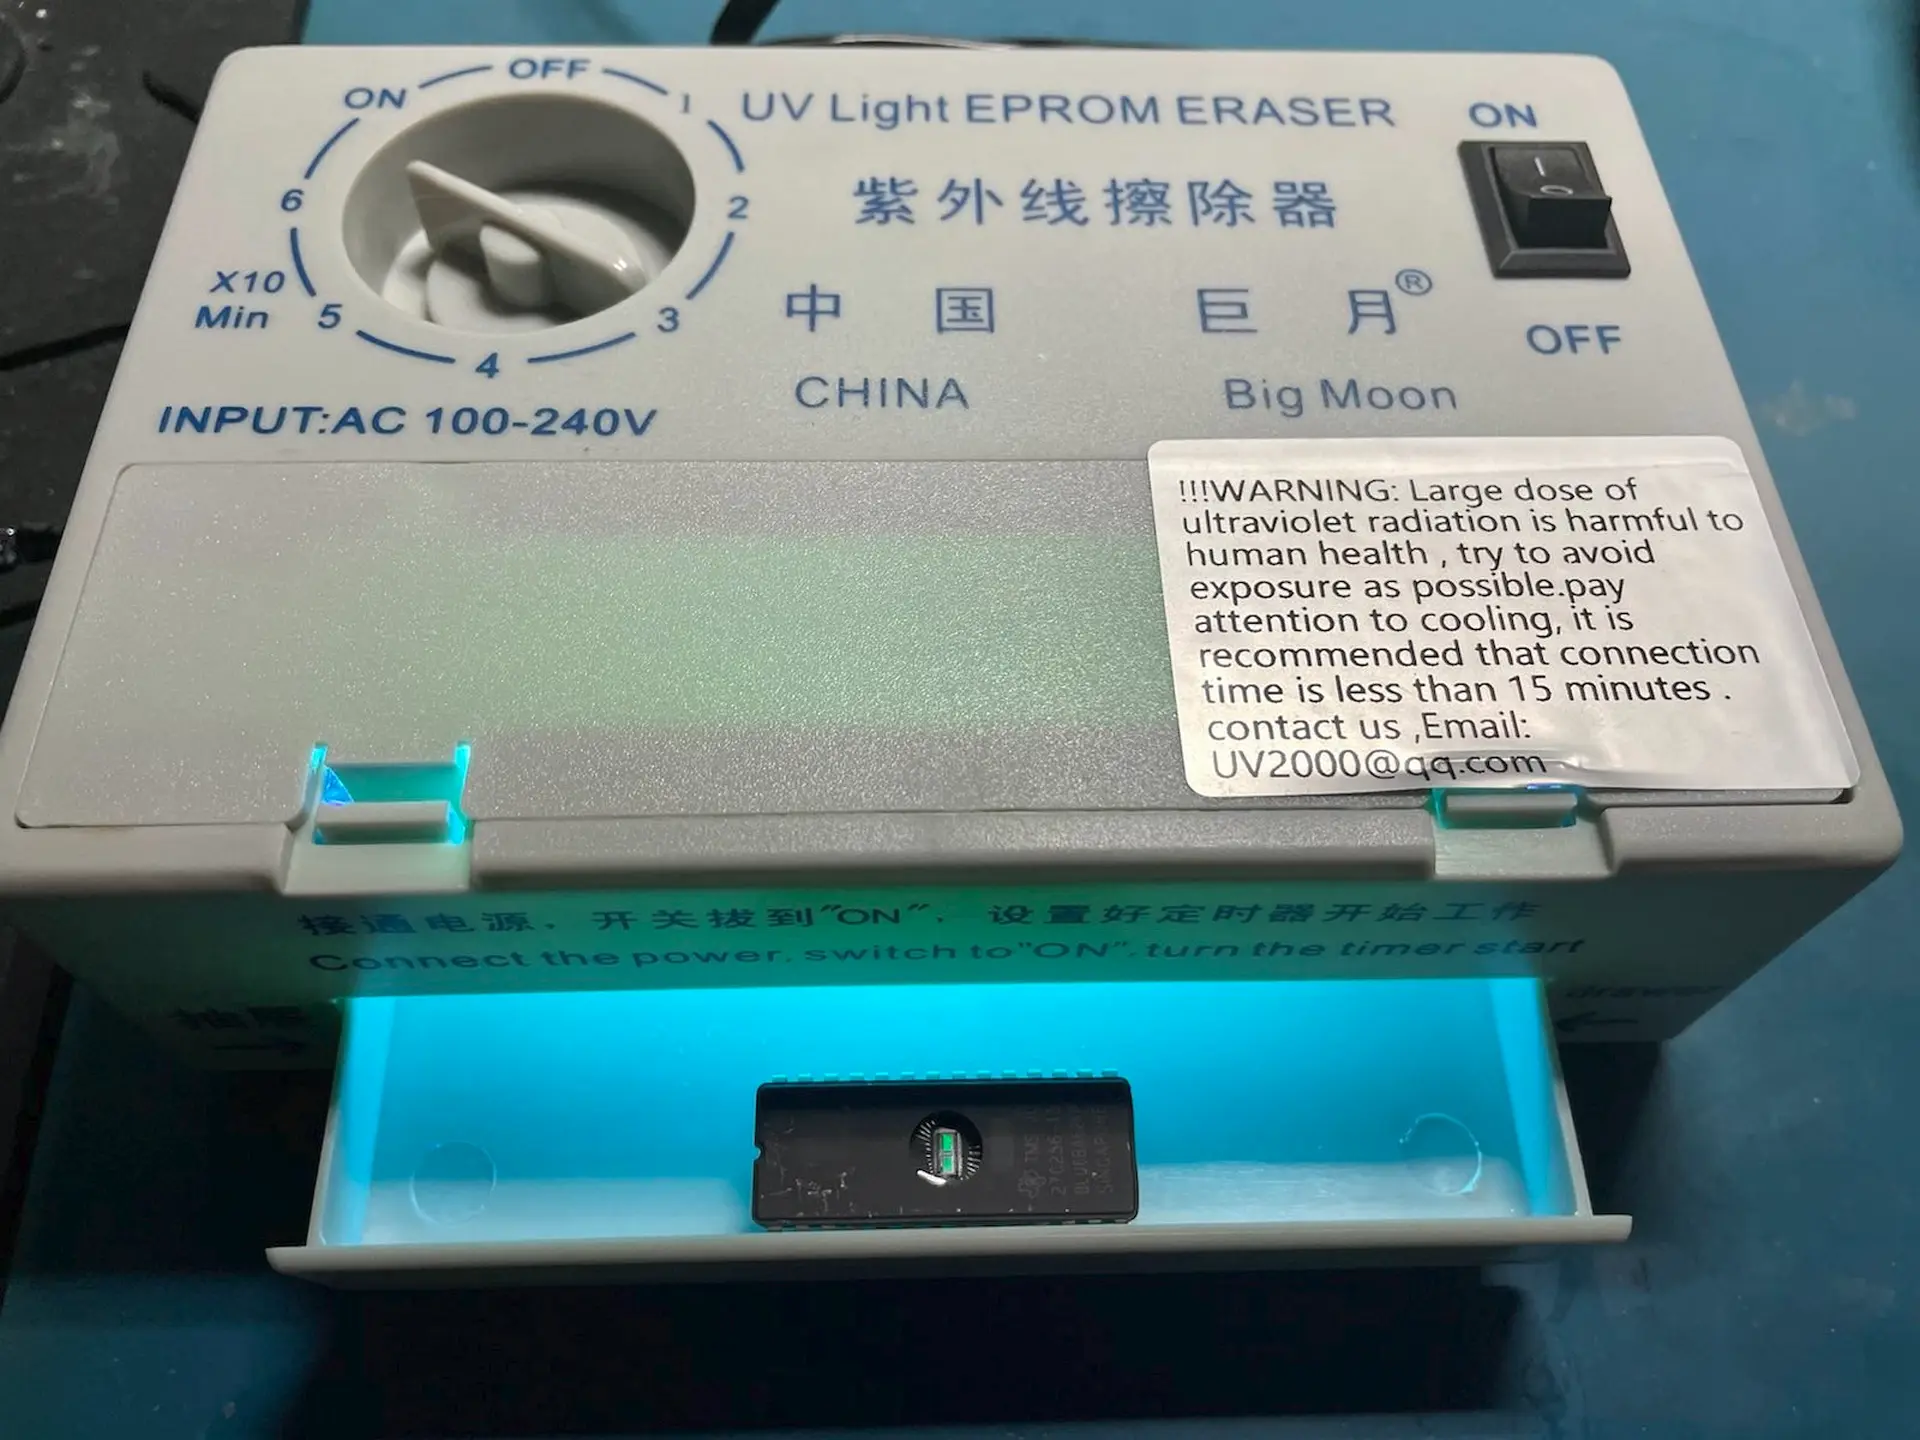 OFF
ON
1
2
3
4
5
6
X10
Min
INPUT:AC 100-240V
UV Light EPROM ERASER
紫外线擦除器
中国 巨月®
CHINA Big Moon
ON
I
O
OFF
!!!WARNING: Large dose of
ultraviolet radiation is harmful to
human health , try to avoid
exposure as possible.pay
attention to cooling, it is
recommended that connection
time is less than 15 minutes .
contact us ,Email:
UV2000@qq.com
接通电源，开关拔到"ON"，设置好定时器开始工作
Connect the power, switch to"ON", turn the timer start
抽屉 →
drawer
←
TMS
SINGAPORE